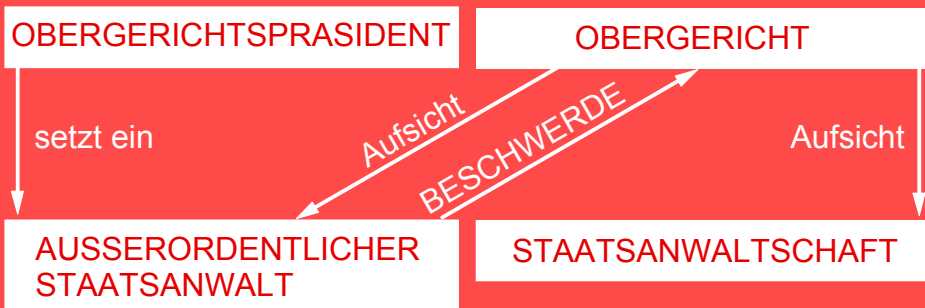 OBERGERICHTSPRASIDENT
OBERGERICHT
setzt ein
Aufsicht
BESCHWERDE
Aufsicht
AUSSERORDENTLICHER
STAATSANWALT
STAATSANWALTSCHAFT